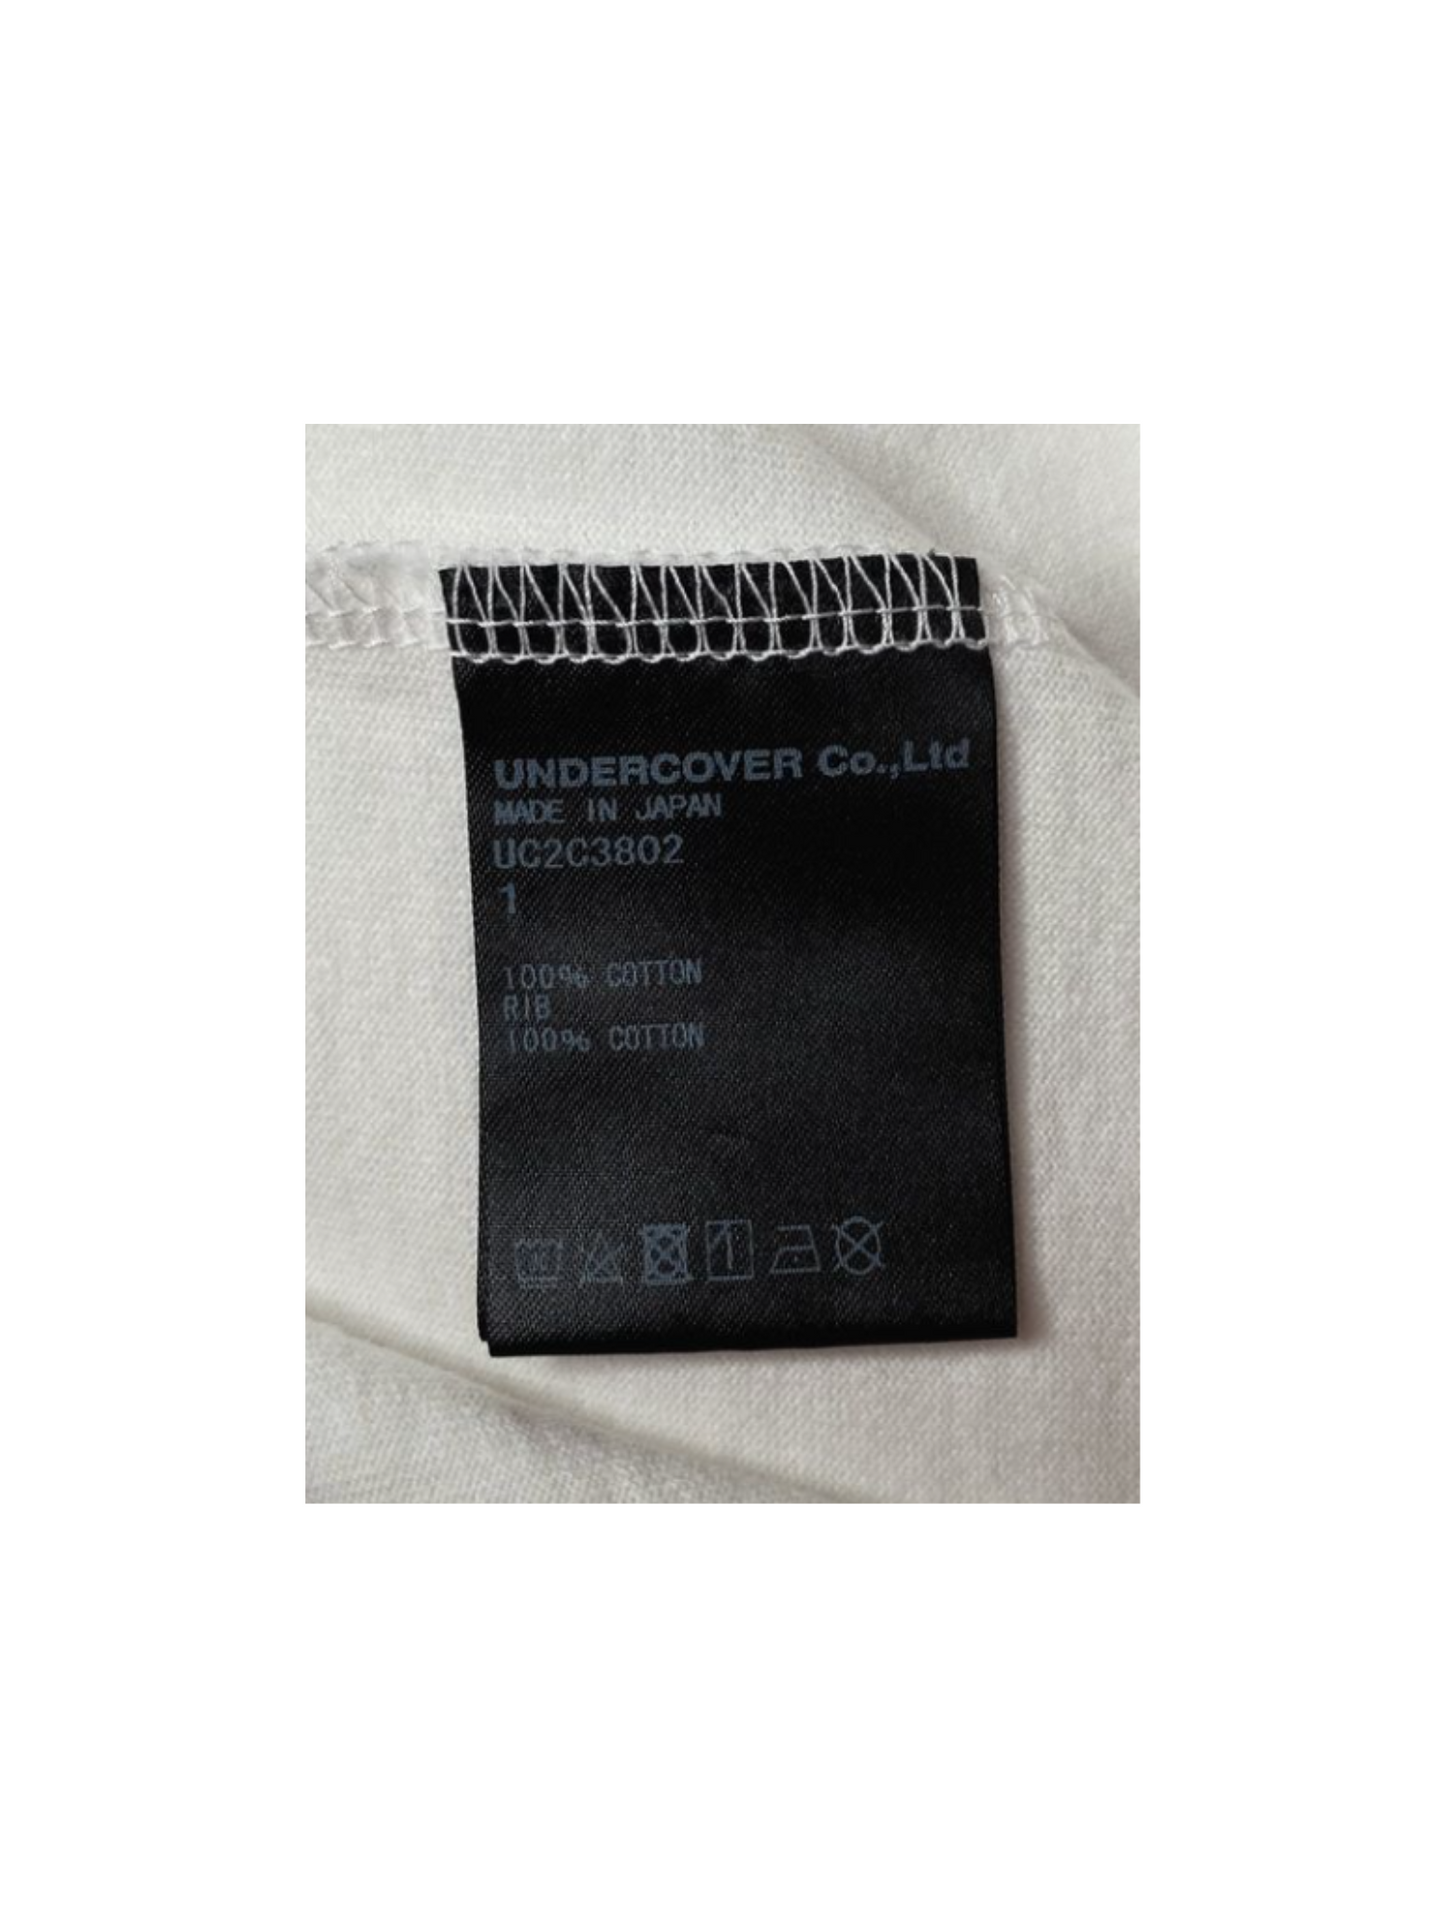 UNDERCOVER Co.,Ltd
MADE IN JAPAN
UC2C3802
1
100% COTTON
RIB
100% COTTON